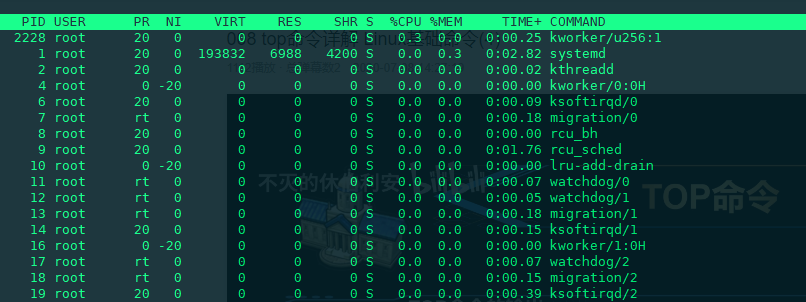 PID USER PR NI VIRT RES SHR S %CPU %MEM TIME+ COMMAND
2228 root 20 0 0 0 0 S 0.3 0.0 0:00.25 kworker/u256:1
1 root 20 0 193832 6988 4200 S 0.0 0.3 0:02.82 systemd
2 root 20 0 0 0 0 S 0.0 0.0 0:00.02 kthreadd
4 root 0 -20 0 0 0 S 0.0 0.0 0:00.00 kworker/0:0H
6 root 20 0 0 0 0 S 0.0 0.0 0:00.09 ksoftirqd/0
7 root rt 0 0 0 0 S 0.0 0.0 0:00.18 migration/0
8 root 20 0 0 0 0 S 0.0 0.0 0:00.00 rcu_bh
9 root 20 0 0 0 0 S 0.0 0.0 0:01.76 rcu_sched
10 root 0 -20 0 0 0 S 0.0 0.0 0:00.00 lru-add-drain
11 root rt 0 0 0 0 S 0.0 0.0 0:00.07 watchdog/0
12 root rt 0 0 0 0 S 0.0 0.0 0:00.05 watchdog/1
13 root rt 0 0 0 0 S 0.0 0.0 0:00.18 migration/1
14 root 20 0 0 0 0 S 0.0 0.0 0:00.15 ksoftirqd/1
16 root 0 -20 0 0 0 S 0.0 0.0 0:00.00 kworker/1:0H
17 root rt 0 0 0 0 S 0.0 0.0 0:00.07 watchdog/2
18 root rt 0 0 0 0 S 0.0 0.0 0:00.15 migration/2
19 root 20 0 0 0 0 S 0.0 0.0 0:00.39 ksoftirqd/2
不灭的休伯利安
bilibili
TOP命令